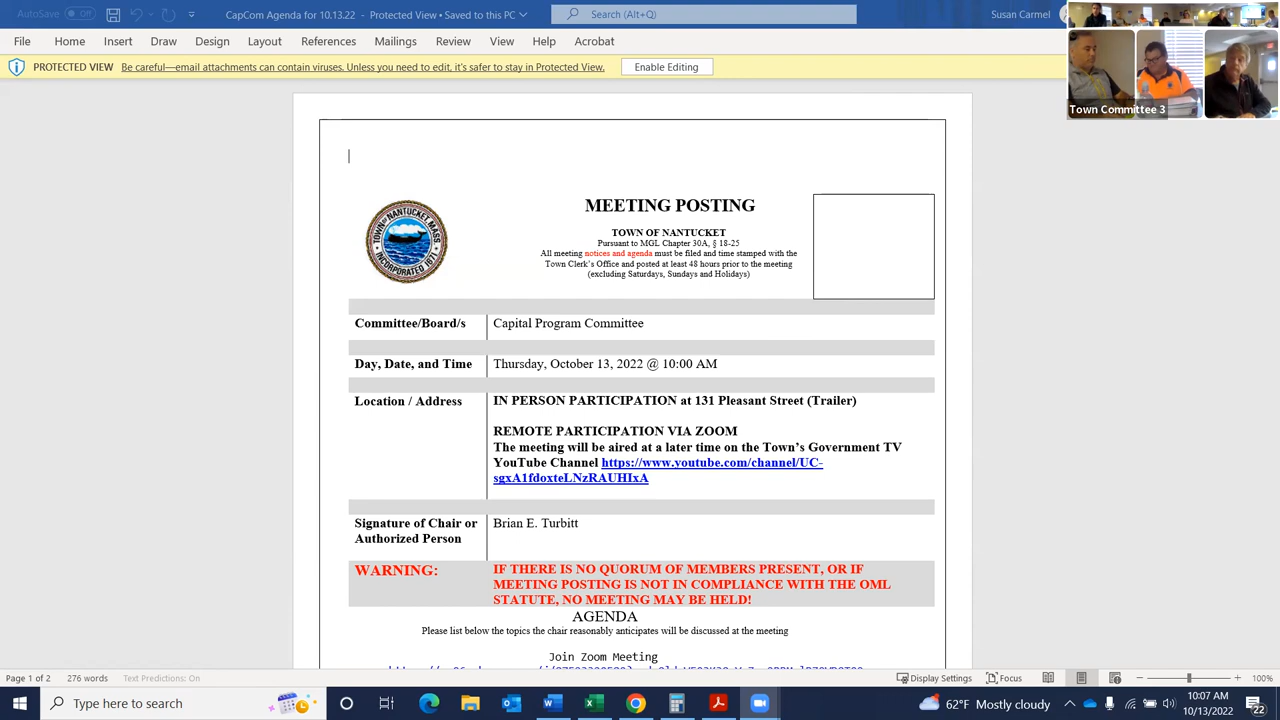 CapCom Agenda for 10.13.22
Search (Alt+Q)
Susan Carmel
File Home Insert Draw Design Layout References Mailings Review View Help Acrobat
PROTECTED VIEW Be careful—email attachments can contain viruses. Unless you need to edit, it's safer to stay in Protected View. Enable Editing
Town Committee 3
MEETING POSTING
TOWN OF NANTUCKET
Pursuant to MGL Chapter 30A, § 18-25
All meeting notices and agenda must be filed and time stamped with the
Town Clerk's Office and posted at least 48 hours prior to the meeting
(excluding Saturdays, Sundays and Holidays)
TOWN OF NANTUCKET, MASS.
INCORPORATED 1671
Committee/Board/s Capital Program Committee
Day, Date, and Time Thursday, October 13, 2022 @ 10:00 AM
Location / Address IN PERSON PARTICIPATION at 131 Pleasant Street (Trailer)
REMOTE PARTICIPATION VIA ZOOM
The meeting will be aired at a later time on the Town's Government TV
YouTube Channel https://www.youtube.com/channel/UC-
sgxA1fdoxteLNzRAUHIxA
Signature of Chair or Brian E. Turbitt
Authorized Person
WARNING: IF THERE IS NO QUORUM OF MEMBERS PRESENT, OR IF
MEETING POSTING IS NOT IN COMPLIANCE WITH THE OML
STATUTE, NO MEETING MAY BE HELD!
AGENDA
Please list below the topics the chair reasonably anticipates will be discussed at the meeting
Join Zoom Meeting
Page 1 of 2 276 words Text Predictions: On Display Settings Focus 100%
Type here to search
62°F Mostly cloudy
10:07 AM
10/13/2022
22